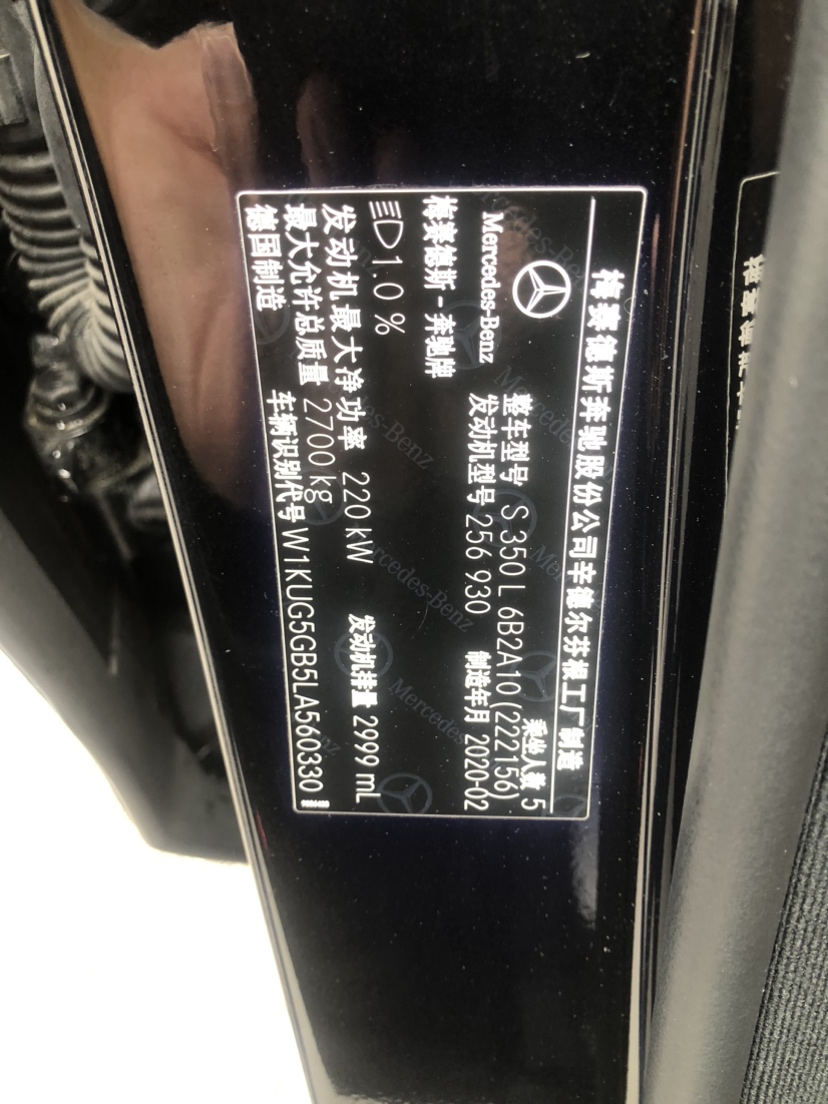 梅赛德斯奔驰股份公司辛德尔芬根工厂制造
乘坐人数 5
Mercedes-Benz
整车型号 S 350 L 6B2A10 (222156)
发动机型号 256 930 制造年月 2020-02
梅赛德斯 - 奔驰牌
1.0 %
发动机最大净功率 220 kW 发动机排量 2999 mL
最大允许总质量 2700 kg
德国制造 车辆识别代号 W1KUG5GB5LA560330